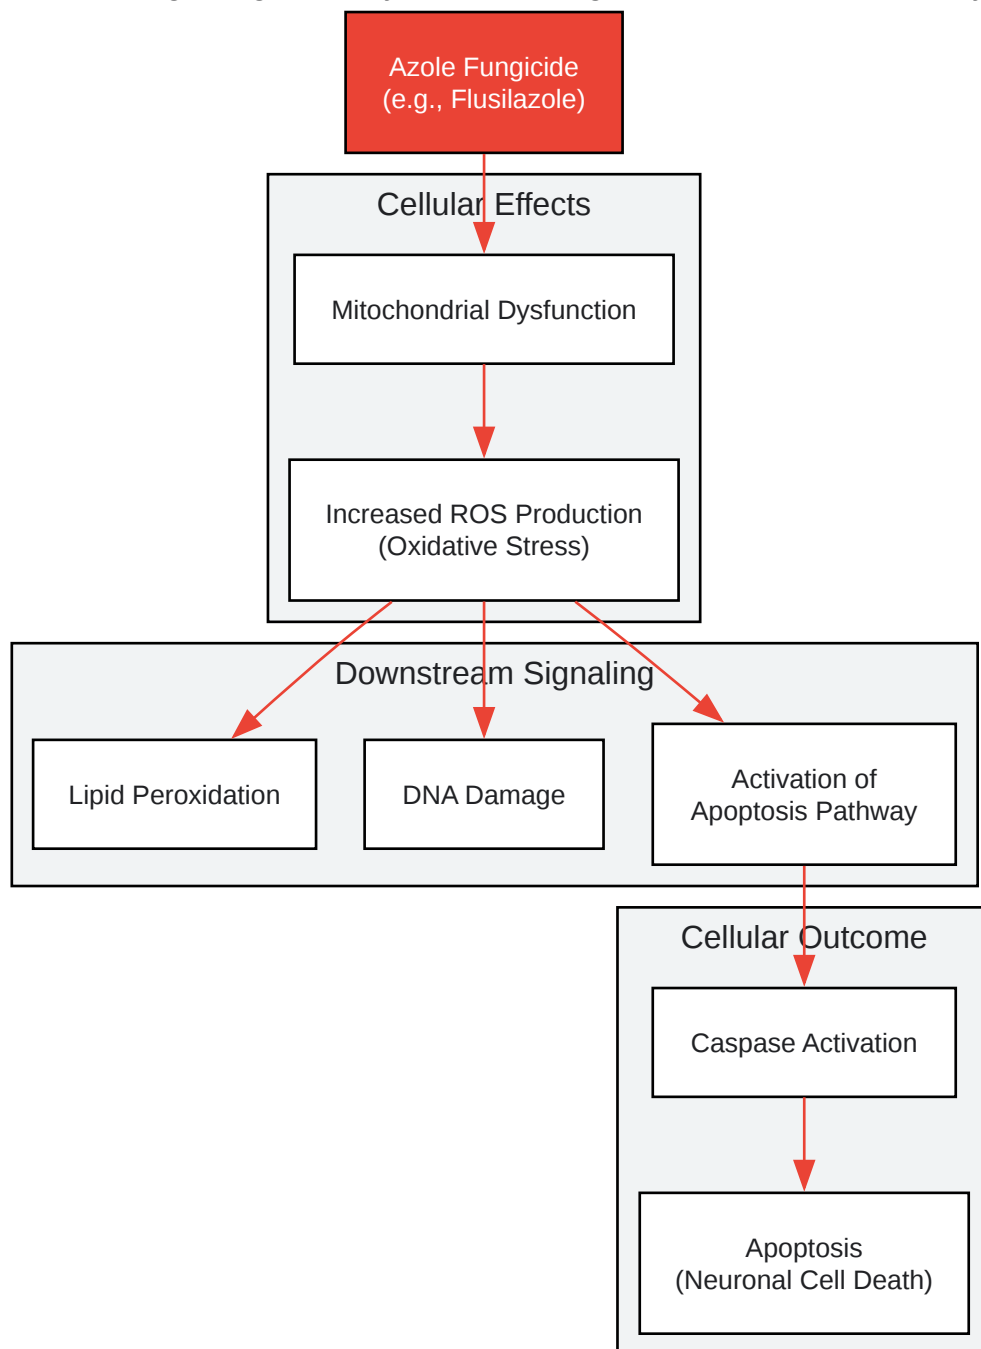 Azole Fungicide
(e.g., Flusilazole)
Cellular Effects
Mitochondrial Dysfunction
Increased ROS Production
(Oxidative Stress)
Downstream Signaling
Lipid Peroxidation
DNA Damage
Activation of
Apoptosis Pathway
Cellular Outcome
Caspase Activation
Apoptosis
(Neuronal Cell Death)